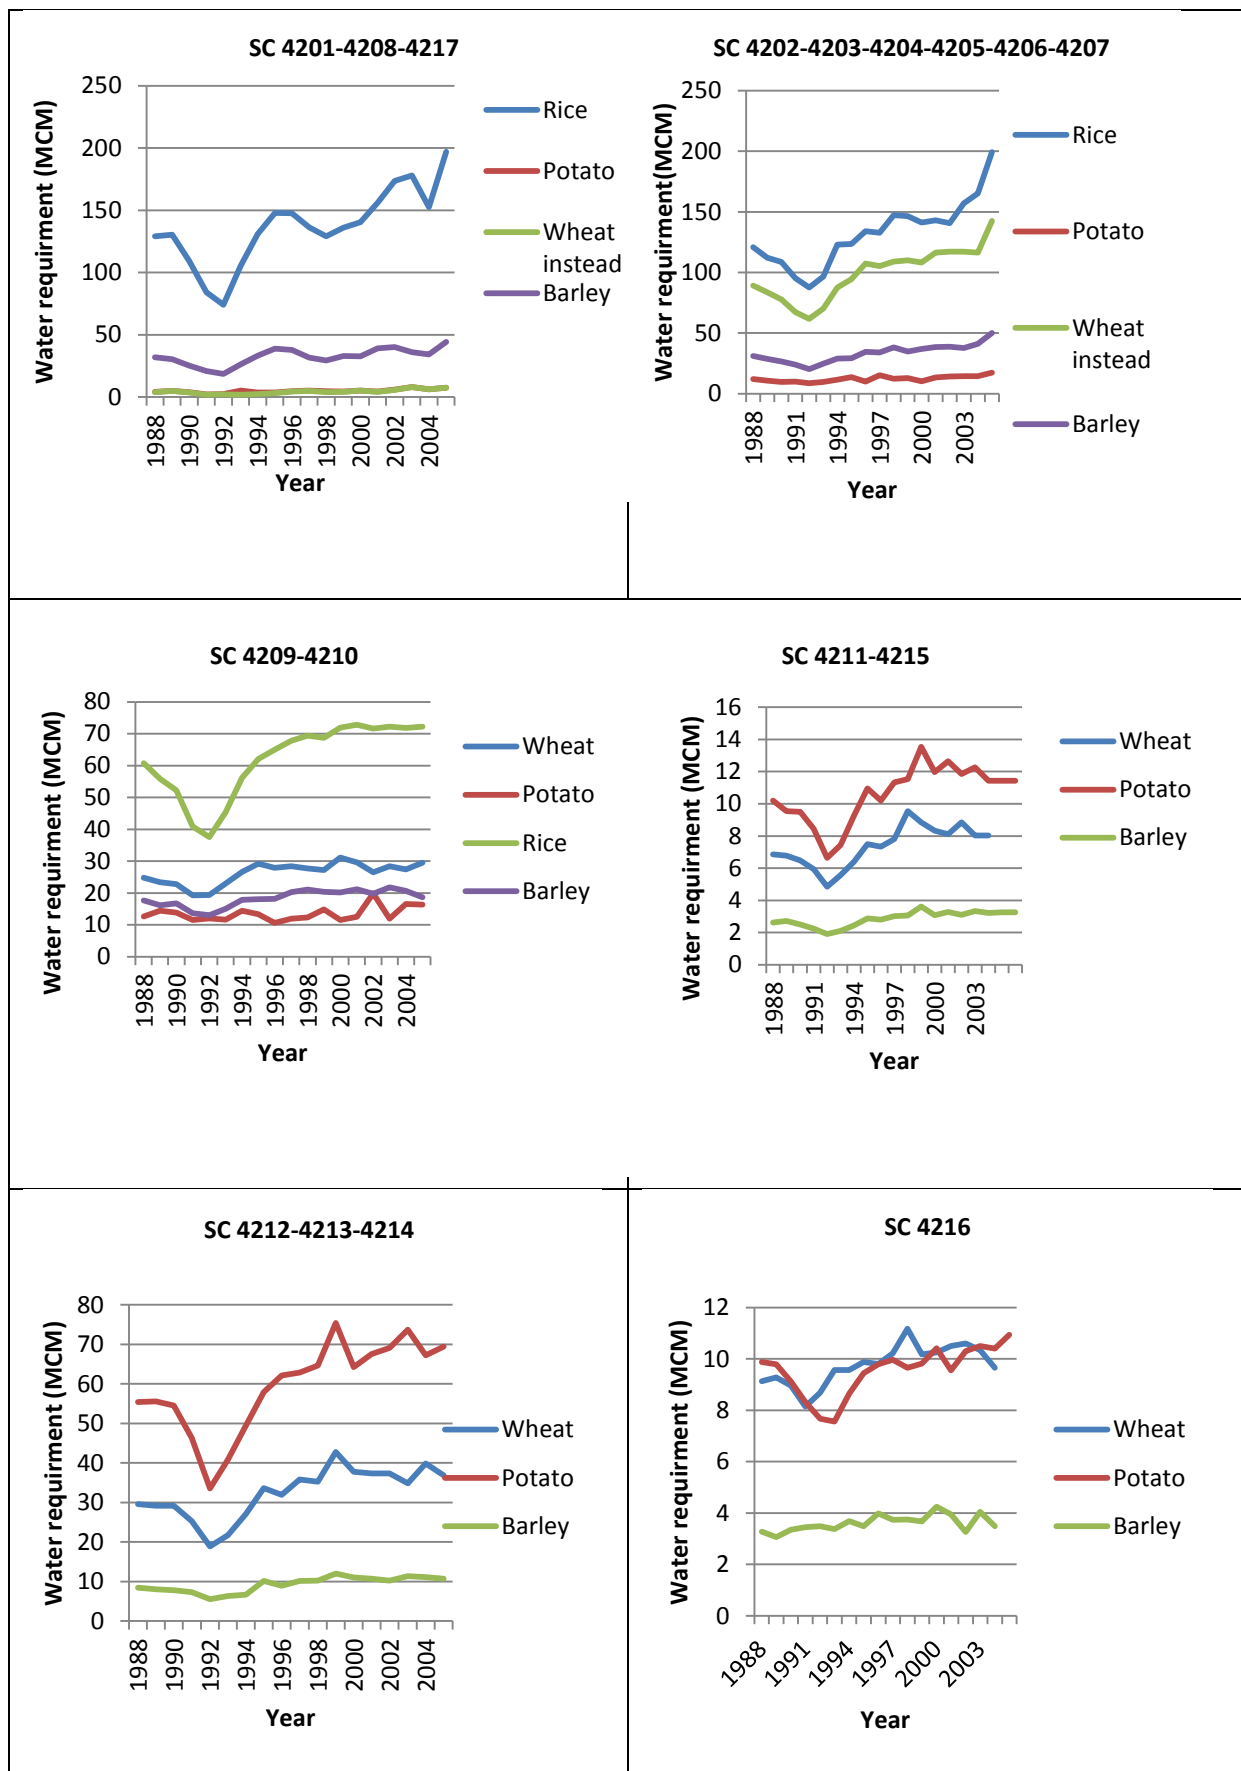 SC 4201-4208-4217
Water requirment (MCM)
250
200
150
100
50
0
1988
1990
1992
1994
1996
1998
2000
2002
2004
Year
Rice
Potato
Wheat
instead
Barley
SC 4202-4203-4204-4205-4206-4207
Water requirment(MCM)
250
200
150
100
50
0
1988
1991
1994
1997
2000
2003
Year
Rice
Potato
Wheat
instead
Barley
SC 4209-4210
Water requirment (MCM)
80
70
60
50
40
30
20
10
0
1988
1990
1992
1994
1996
1998
2000
2002
2004
Year
Wheat
Potato
Rice
Barley
SC 4211-4215
Water requirment (MCM)
16
14
12
10
8
6
4
2
0
1988
1991
1994
1997
2000
2003
Year
Wheat
Potato
Barley
SC 4212-4213-4214
Water requirment (MCM)
80
70
60
50
40
30
20
10
0
1988
1990
1992
1994
1996
1998
2000
2002
2004
Year
Wheat
Potato
Barley
SC 4216
Water requirment (MCM)
12
10
8
6
4
2
0
1988
1991
1994
1997
2000
2003
Year
Wheat
Potato
Barley